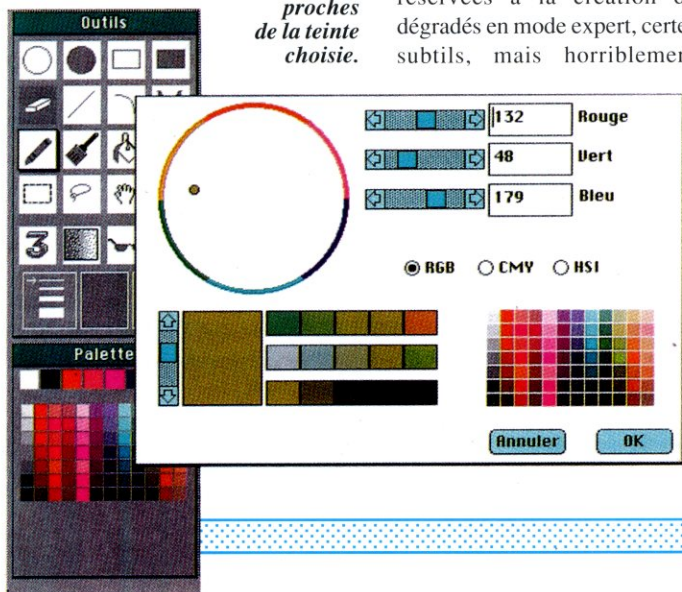 proches
de la teinte
choisie.
réservées à la création d
dégradés en mode expert, certe
subtils, mais horriblemen
Outils
3
132 Rouge
48 Vert
179 Bleu
RGB CMY HSI
Palette
Annuler OK